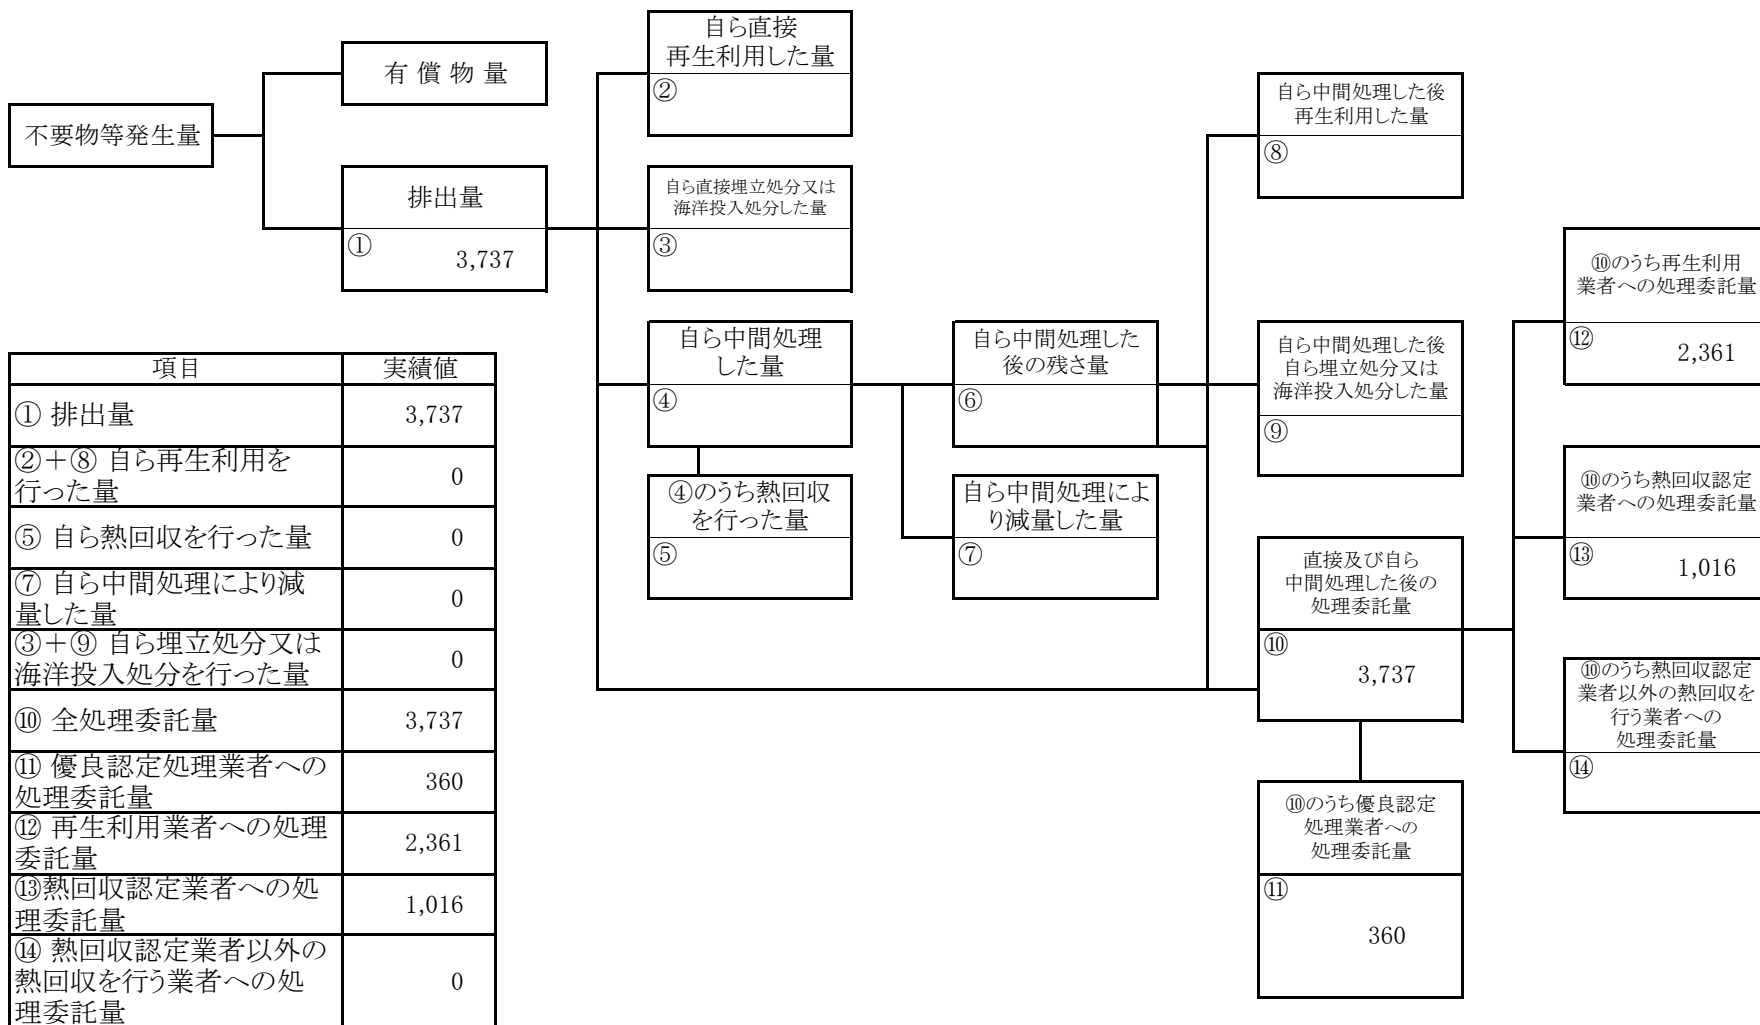 不要物等発生量
有 償 物 量
排出量
①
3,737
自ら直接
再生利用した量
②
自ら直接埋立処分又は
海洋投入処分した量
③
自ら中間処理
した量
④
④のうち熱回収
を行った量
⑤
自ら中間処理した
後の残さ量
⑥
自ら中間処理によ
り減量した量
⑦
自ら中間処理した後
再生利用した量
⑧
自ら中間処理した後
自ら埋立処分又は
海洋投入処分した量
⑨
直接及び自ら
中間処理した後の
処理委託量
⑩
3,737
⑩のうち優良認定
処理業者への
処理委託量
⑪
360
⑩のうち再生利用
業者への処理委託量
⑫
2,361
⑩のうち熱回収認定
業者への処理委託量
⑬
1,016
⑩のうち熱回収認定
業者以外の熱回収を
行う業者への
処理委託量
⑭
項目 実績値
① 排出量 3,737
②＋⑧ 自ら再生利用を
行った量 0
⑤ 自ら熱回収を行った量 0
⑦ 自ら中間処理により減
量した量 0
③＋⑨ 自ら埋立処分又は
海洋投入処分を行った量 0
⑩ 全処理委託量 3,737
⑪ 優良認定処理業者への
処理委託量 360
⑫ 再生利用業者への処理
委託量 2,361
⑬熱回収認定業者への処
理委託量 1,016
⑭ 熱回収認定業者以外の
熱回収を行う業者への処 0
理委託量